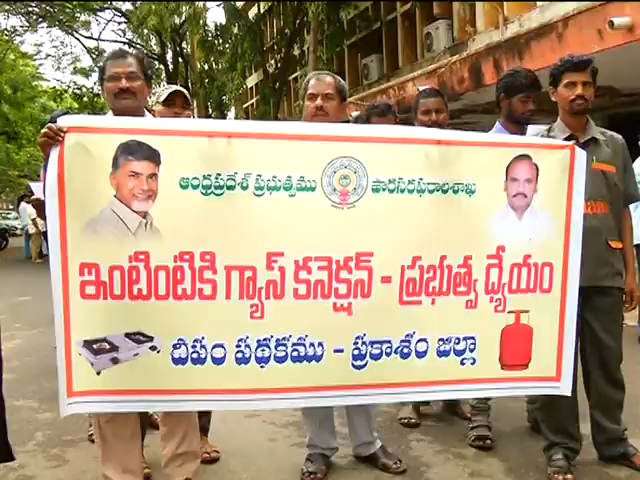 ఆంధ్రప్రదేశ్ ప్రభుత్వము పౌరసరఫరాలశాఖ
ఇంటింటికి గ్యాస్ కనెక్షన్ - ప్రభుత్వ ధ్యేయం
దీపం పథకము - ప్రకాశం జిల్లా